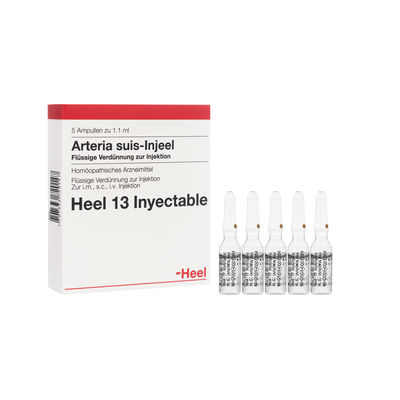 5 Ampullen zu 1.1 ml
Arteria suis-Injeel
Flüssige Verdünnung zur Injektion
Homöopathisches Arzneimittel
Flüssige Verdünnung zur Injektion
Zur i.m., s.c., i.v. Injektion
Heel 13 Inyectable
-Heel